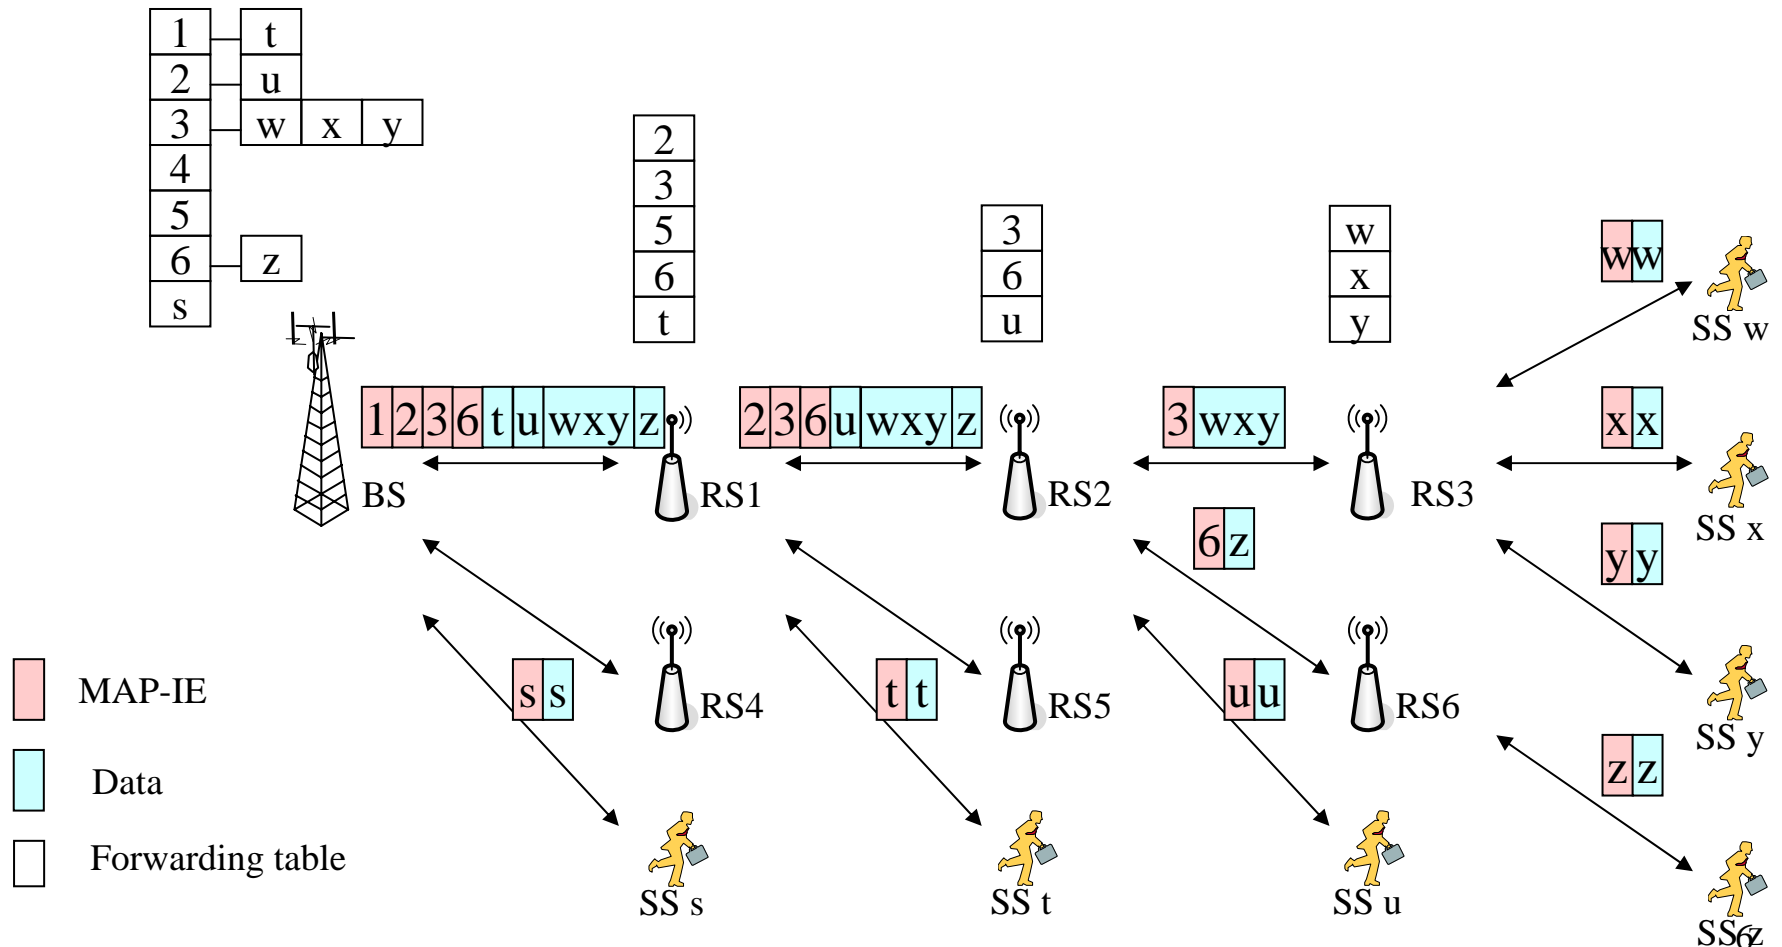 1 t
2 u
3 w x y
4
5
6 z
s
2
3
5
6
t
3
6
u
w
x
y
w w
SS w
1 2 3 6 t u wxy z
2 3 6 u wxy z
3 wxy
x x
BS
RS1
RS2
RS3
SS x
6 z
y y
s s
RS4
t t
RS5
u u
RS6
SS y
z z
MAP-IE
Data
Forwarding table
SS s
SS t
SS u
SS z
6